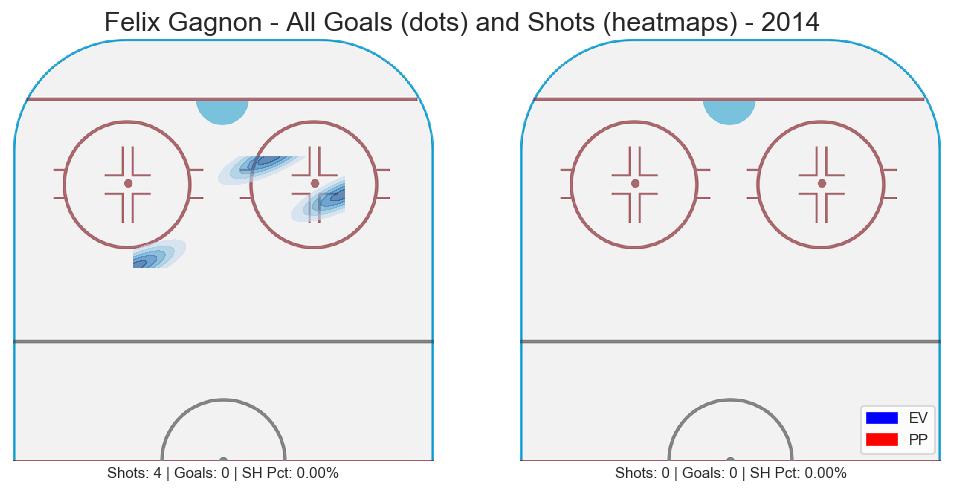 Felix Gagnon - All Goals (dots) and Shots (heatmaps) - 2014
EV
PP
Shots: 4 | Goals: 0 | SH Pct: 0.00%
Shots: 0 | Goals: 0 | SH Pct: 0.00%